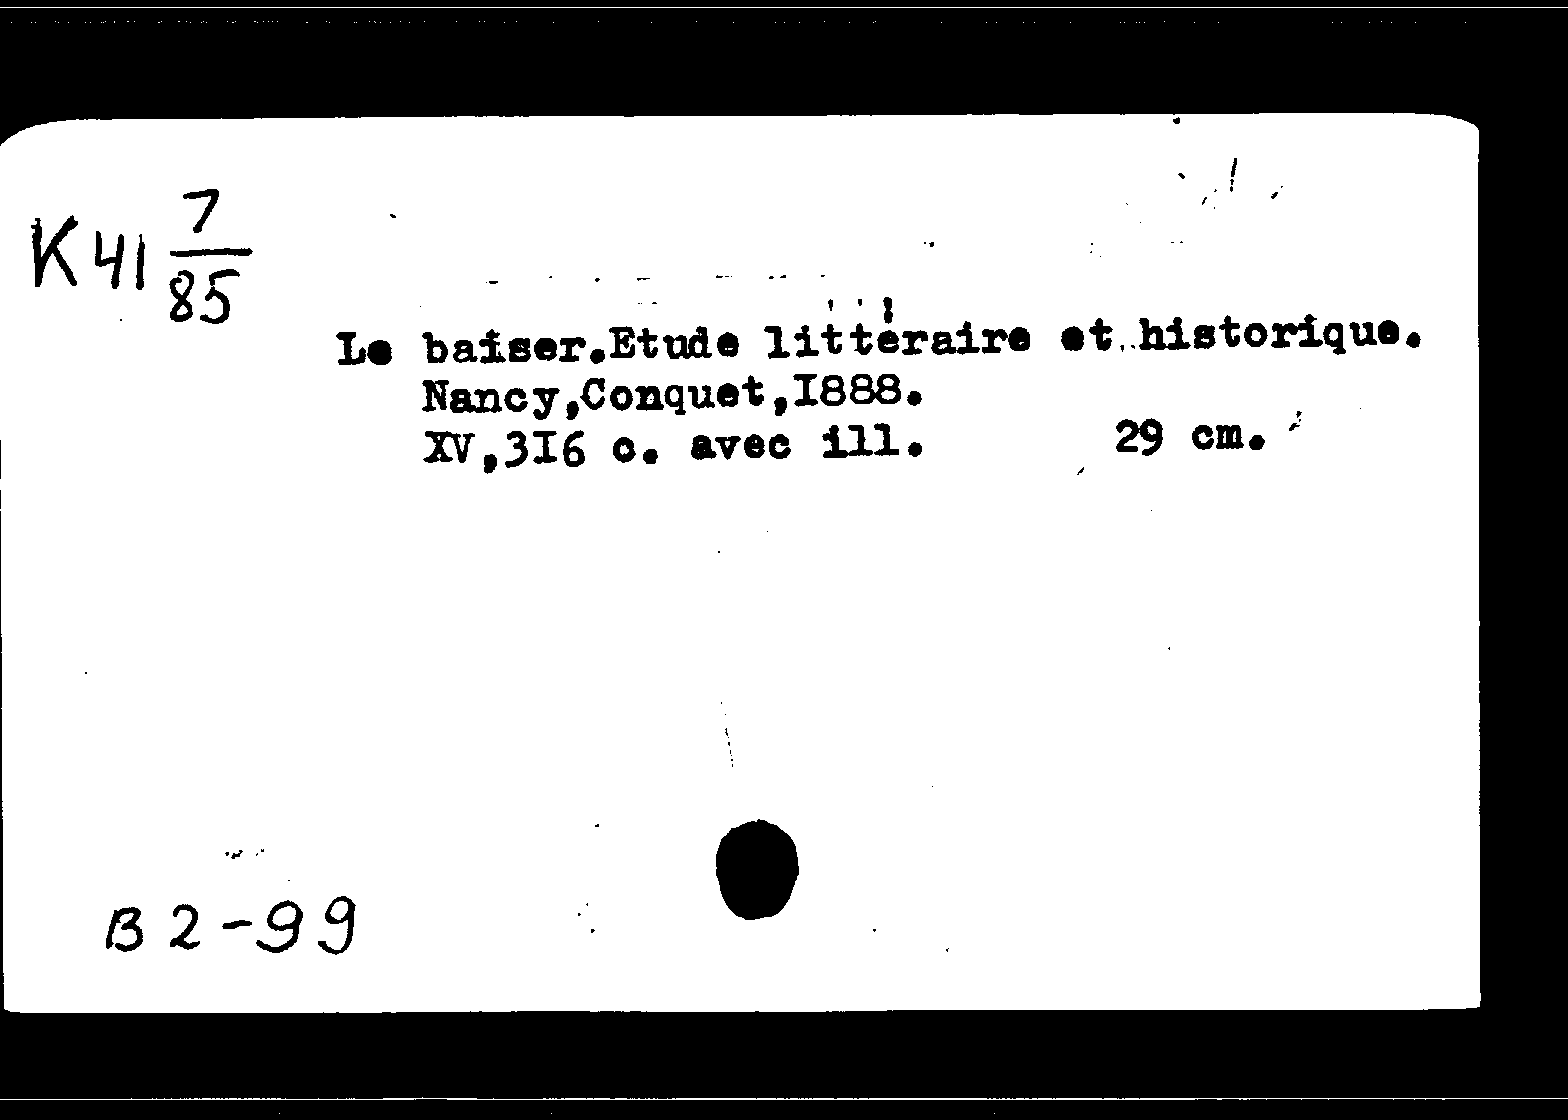 K 41 7/85
Le baiser.Etude littéraire et historique.
Nancy,Conquet,I888.
XV,3I6 c. avec ill. 29 cm.
B 2-99